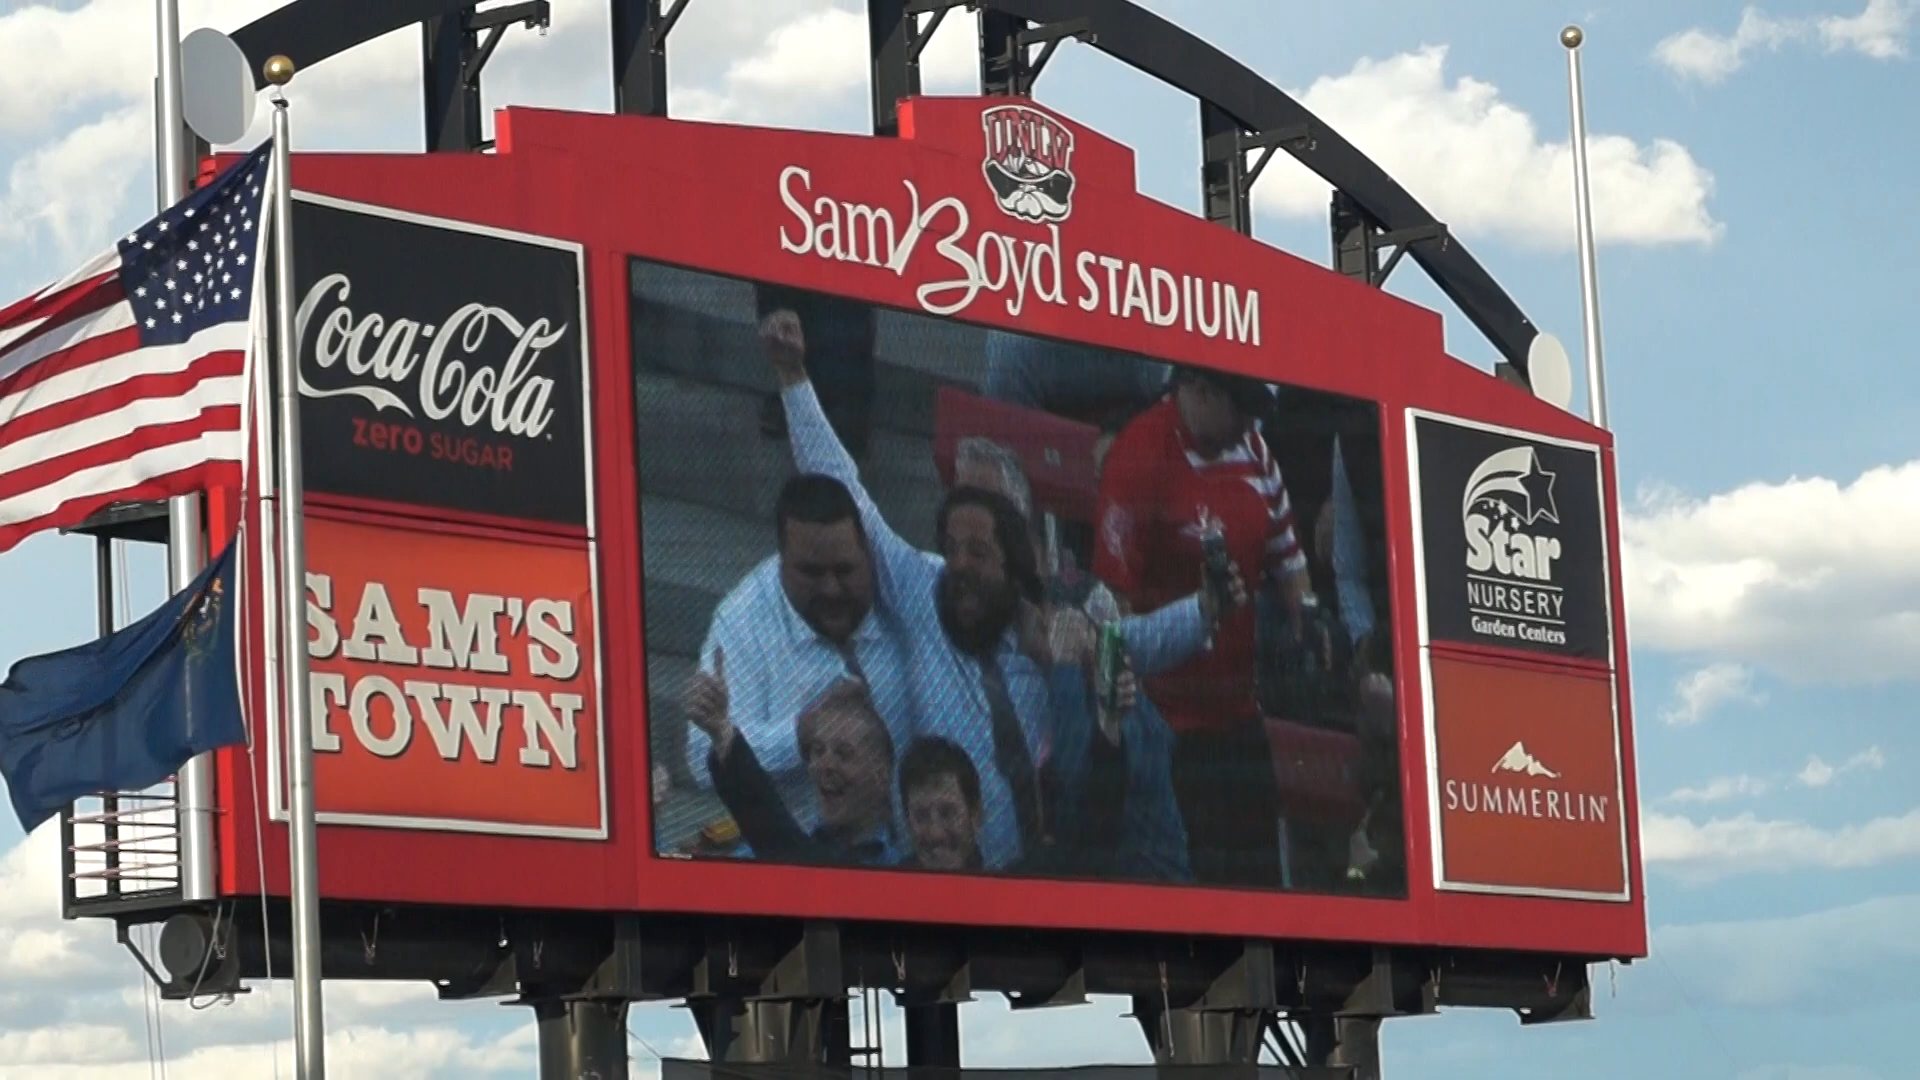 UNLV
Sam Boyd STADIUM
Coca-Cola
zero SUGAR
SAM'S
TOWN
Star
NURSERY
Garden Centers
SUMMERLIN